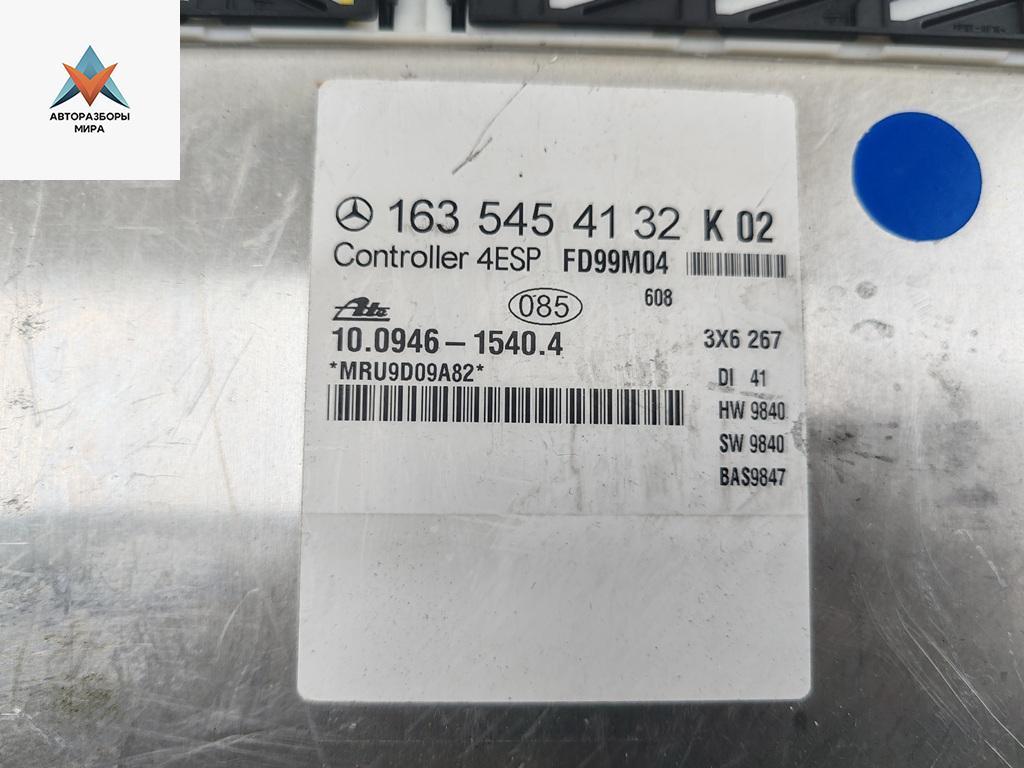 АВТОРАЗБОРЫ
МИРА
163 545 41 32 K 02
Controller 4ESP FD99M04
Ate 085 608
10.0946-1540.4 3X6 267
*MRU9D09A82*
DI 41
HW 9840
SW 9840
BAS9847